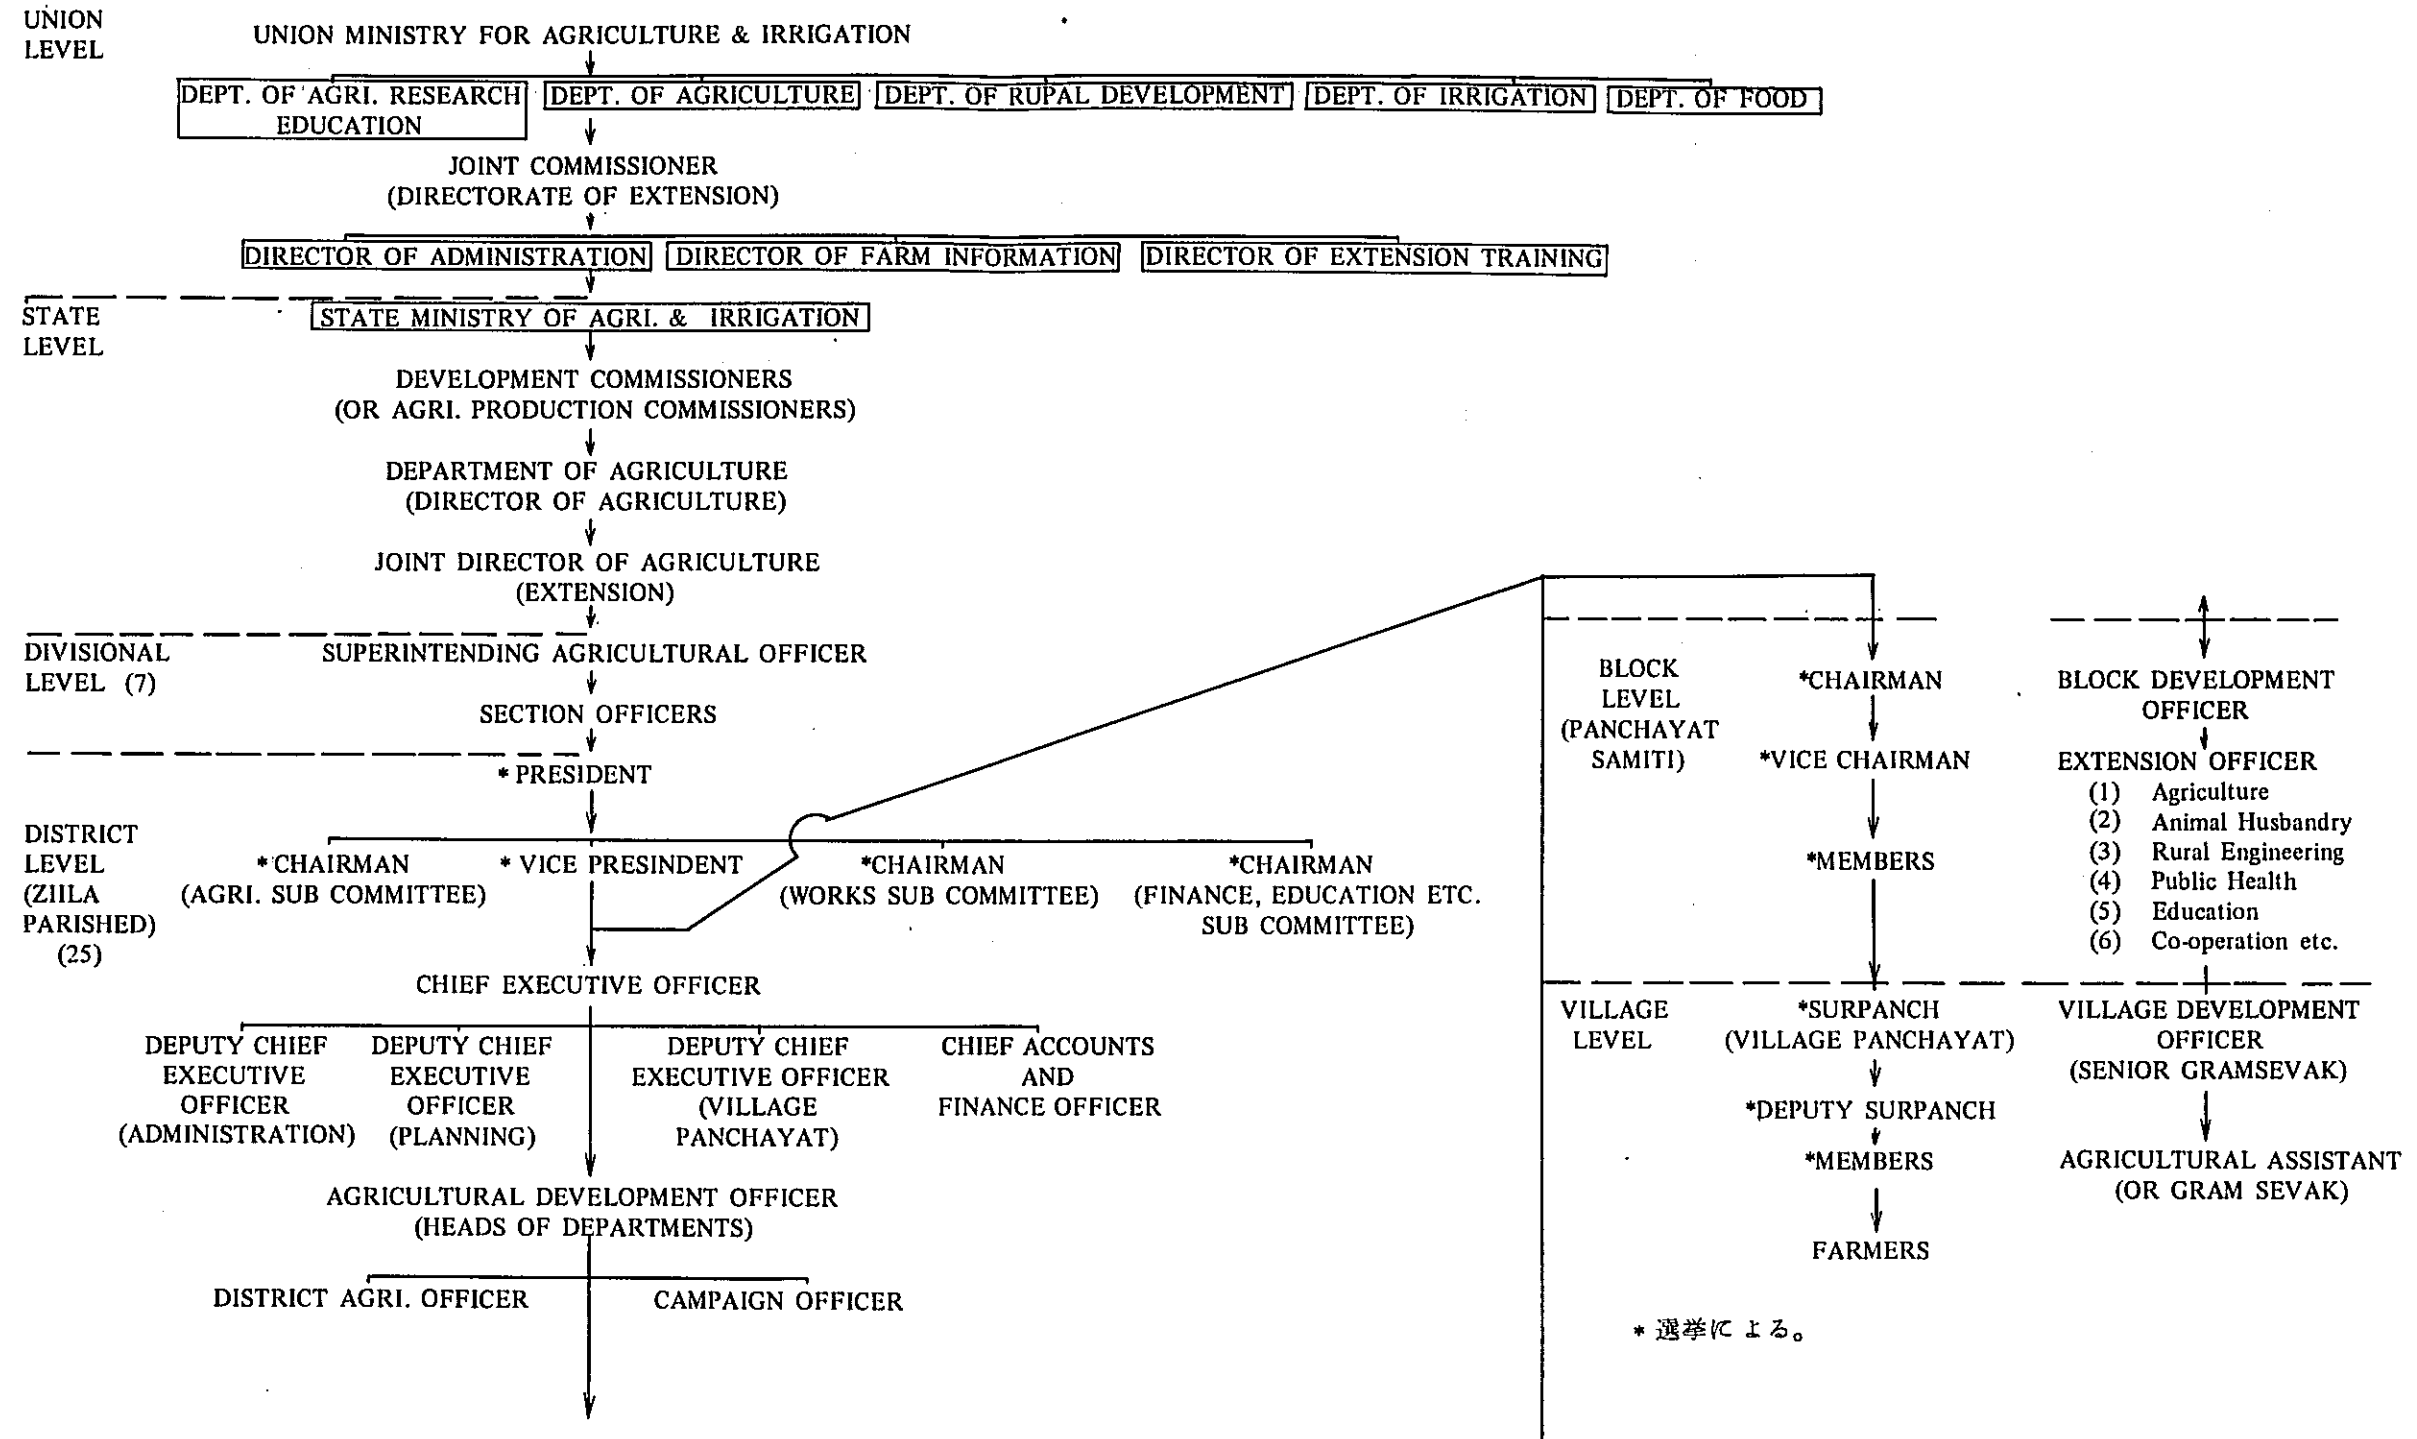 UNION
LEVEL
UNION MINISTRY FOR AGRICULTURE & IRRIGATION
DEPT. OF AGRI. RESEARCH
EDUCATION
DEPT. OF AGRICULTURE
DEPT. OF RUPAL DEVELOPMENT
DEPT. OF IRRIGATION
DEPT. OF FOOD
JOINT COMMISSIONER
(DIRECTORATE OF EXTENSION)
DIRECTOR OF ADMINISTRATION
DIRECTOR OF FARM INFORMATION
DIRECTOR OF EXTENSION TRAINING
STATE
LEVEL
STATE MINISTRY OF AGRI. & IRRIGATION
DEVELOPMENT COMMISSIONERS
(OR AGRI. PRODUCTION COMMISSIONERS)
DEPARTMENT OF AGRICULTURE
(DIRECTOR OF AGRICULTURE)
JOINT DIRECTOR OF AGRICULTURE
(EXTENSION)
DIVISIONAL
LEVEL (7)
SUPERINTENDING AGRICULTURAL OFFICER
SECTION OFFICERS
* PRESIDENT
DISTRICT
LEVEL
(ZIILA
PARISHED)
(25)
* CHAIRMAN
(AGRI. SUB COMMITTEE)
* VICE PRESINDENT
*CHAIRMAN
(WORKS SUB COMMITTEE)
*CHAIRMAN
(FINANCE, EDUCATION ETC.
SUB COMMITTEE)
CHIEF EXECUTIVE OFFICER
DEPUTY CHIEF
EXECUTIVE
OFFICER
(ADMINISTRATION)
DEPUTY CHIEF
EXECUTIVE
OFFICER
(PLANNING)
DEPUTY CHIEF
EXECUTIVE OFFICER
(VILLAGE
PANCHAYAT)
CHIEF ACCOUNTS
AND
FINANCE OFFICER
AGRICULTURAL DEVELOPMENT OFFICER
(HEADS OF DEPARTMENTS)
DISTRICT AGRI. OFFICER
CAMPAIGN OFFICER
BLOCK
LEVEL
(PANCHAYAT
SAMITI)
*CHAIRMAN
*VICE CHAIRMAN
*MEMBERS
BLOCK DEVELOPMENT
OFFICER
EXTENSION OFFICER
(1) Agriculture
(2) Animal Husbandry
(3) Rural Engineering
(4) Public Health
(5) Education
(6) Co-operation etc.
VILLAGE
LEVEL
*SURPANCH
(VILLAGE PANCHAYAT)
*DEPUTY SURPANCH
*MEMBERS
FARMERS
VILLAGE DEVELOPMENT
OFFICER
(SENIOR GRAMSEVAK)
AGRICULTURAL ASSISTANT
(OR GRAM SEVAK)
* 選挙による。